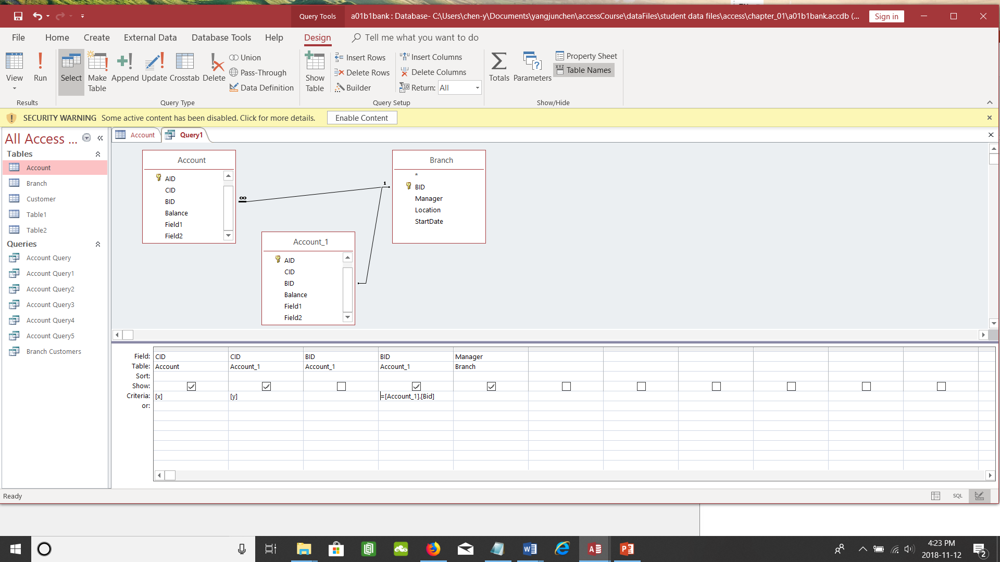 Query Tools
a01b1bank : Database- C:\Users\chen-y\Documents\yangjunchen\accessCourse\dataFiles\student data files\access\chapter_01\a01b1bank.accdb (...
Sign in
File Home Create External Data Database Tools Help Design Tell me what you want to do
View
Run
Results
Select
Make Table
Append
Update
Crosstab
Delete
Union
Pass-Through
Data Definition
Query Type
Show Table
Insert Rows
Delete Rows
Builder
Insert Columns
Delete Columns
Return: All
Query Setup
Totals
Parameters
Property Sheet
Table Names
Show/Hide
SECURITY WARNING Some active content has been disabled. Click for more details. Enable Content
All Access ...
Tables
Account
Branch
Customer
Table1
Table2
Queries
Account Query
Account Query1
Account Query2
Account Query3
Account Query4
Account Query5
Branch Customers
Account Query1
Account
AID
CID
BID
Balance
Field1
Field2
∞
1
Branch
*
BID
Manager
Location
StartDate
Account_1
AID
CID
BID
Balance
Field1
Field2
Field: CID CID BID BID Manager
Table: Account Account_1 Account_1 Account_1 Branch
Sort:
Show:
Criteria: [x] [y] =[Account_1].[Bid]
or:
Ready
SQL
4:23 PM
2018-11-12
2